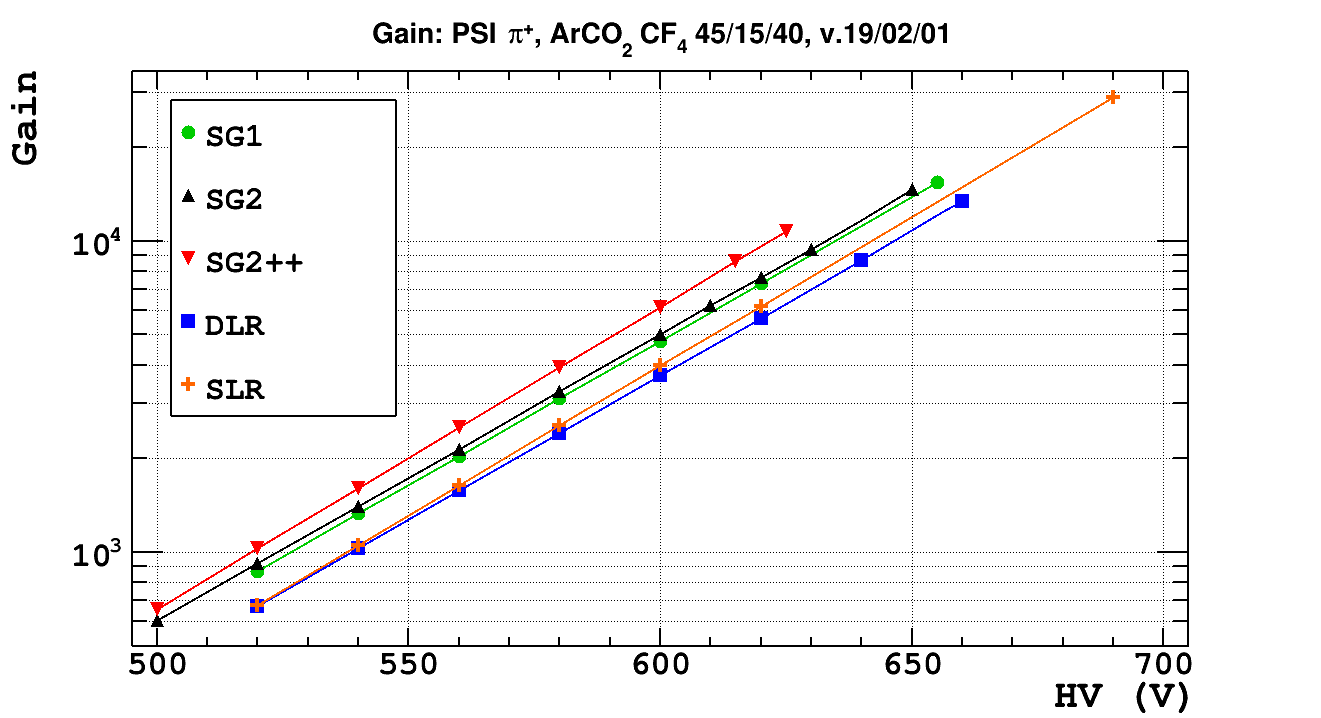 Gain: PSI π⁺, ArCO₂ CF₄ 45/15/40, v.19/02/01
Gain
SG1
SG2
SG2++
DLR
SLR
10⁴
10³
500 550 600 650 700
HV (V)